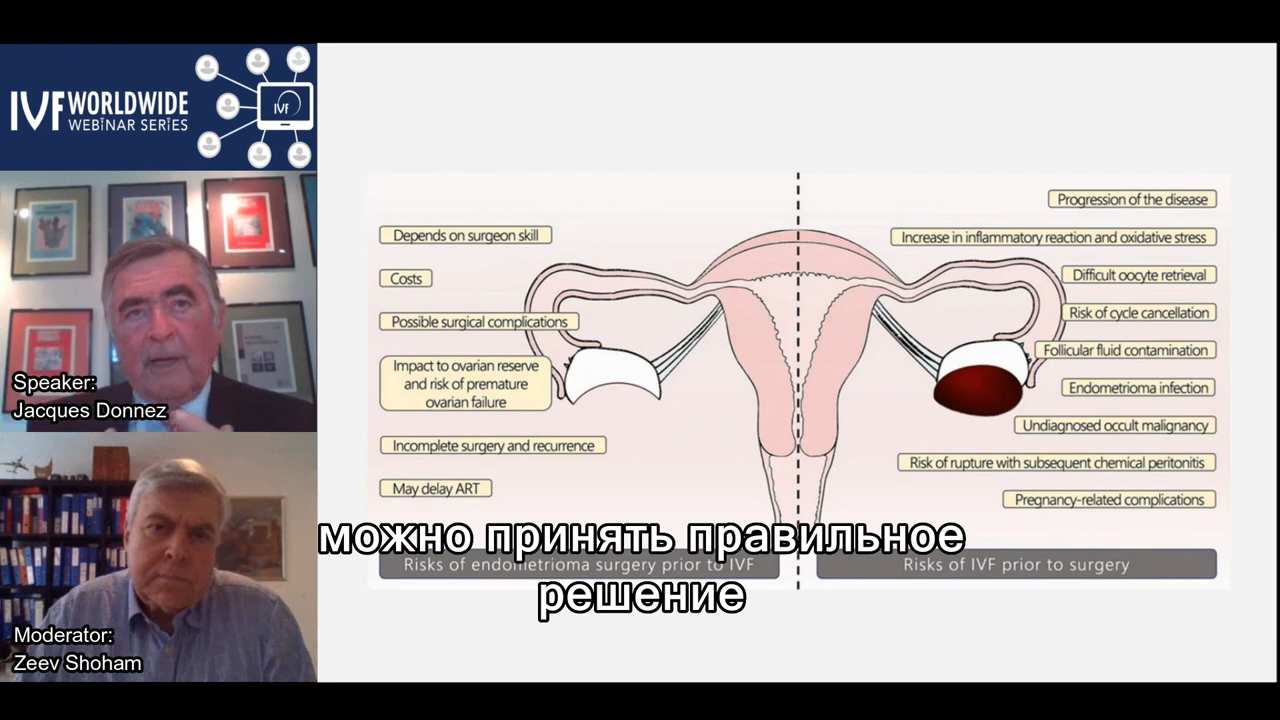 IVF WORLDWIDE
WEBINAR SERIES
IVF
Speaker:
Jacques Donnez
Moderator:
Zeev Shoham
Depends on surgeon skill
Costs
Possible surgical complications
Impact to ovarian reserve
and risk of premature
ovarian failure
Incomplete surgery and recurrence
May delay ART
Risks of endometrioma surgery prior to IVF
Progression of the disease
Increase in inflammatory reaction and oxidative stress
Difficult oocyte retrieval
Risk of cycle cancellation
Follicular fluid contamination
Endometrioma infection
Undiagnosed occult malignancy
Risk of rupture with subsequent chemical peritonitis
Pregnancy-related complications
Risks of IVF prior to surgery
можно принять правильное
решение